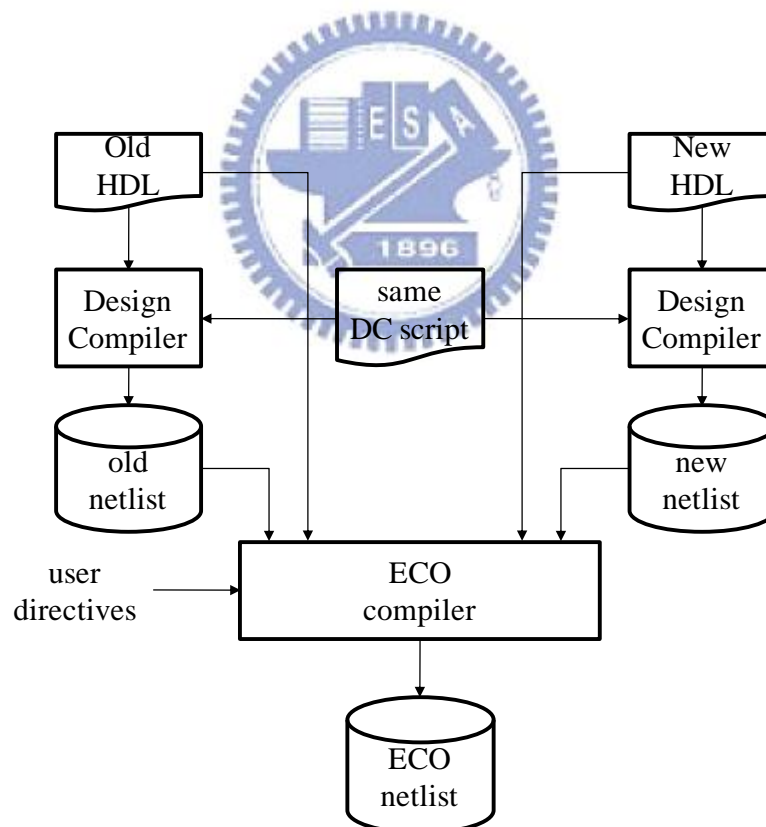 E S A
1896
Old
HDL
New
HDL
Design
Compiler
same
DC script
Design
Compiler
old
netlist
new
netlist
user
directives
ECO
compiler
ECO
netlist